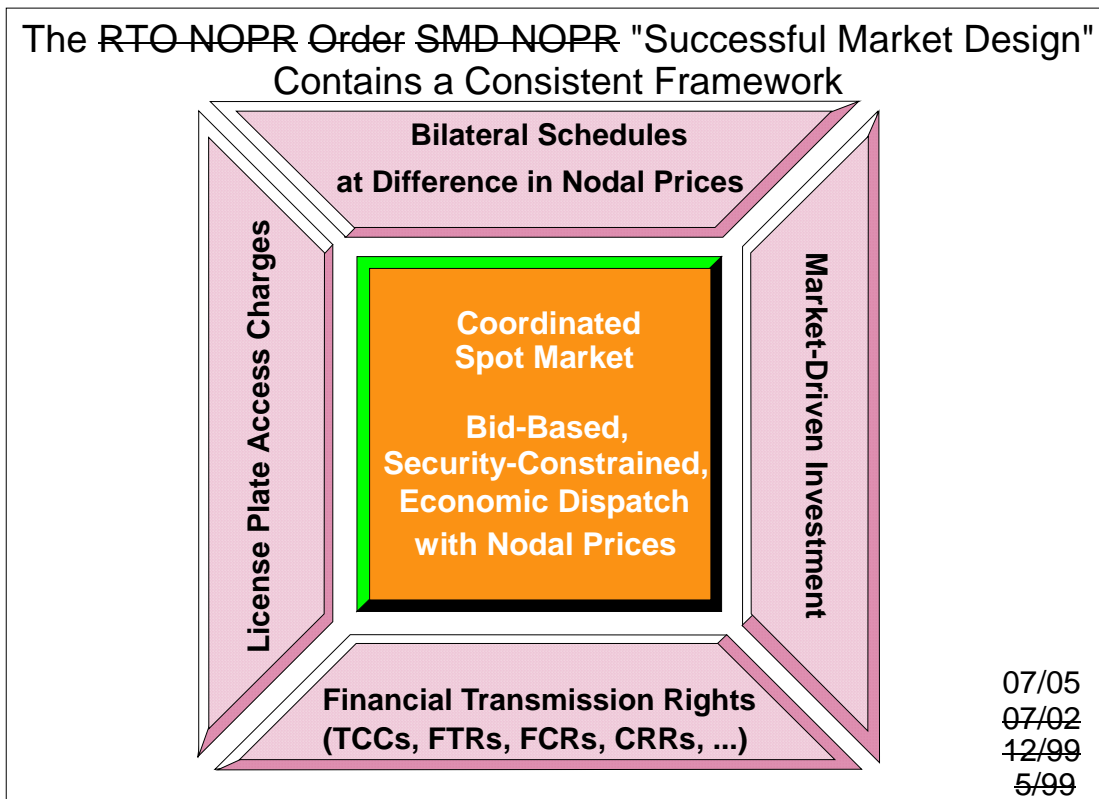 The RTO NOPR Order SMD NOPR "Successful Market Design"
Contains a Consistent Framework
Bilateral Schedules
at Difference in Nodal Prices
License Plate Access Charges
Coordinated
Spot Market
Bid-Based,
Security-Constrained,
Economic Dispatch
with Nodal Prices
Market-Driven Investment
Financial Transmission Rights
(TCCs, FTRs, FCRs, CRRs, ...)
07/05
07/02
12/99
5/99